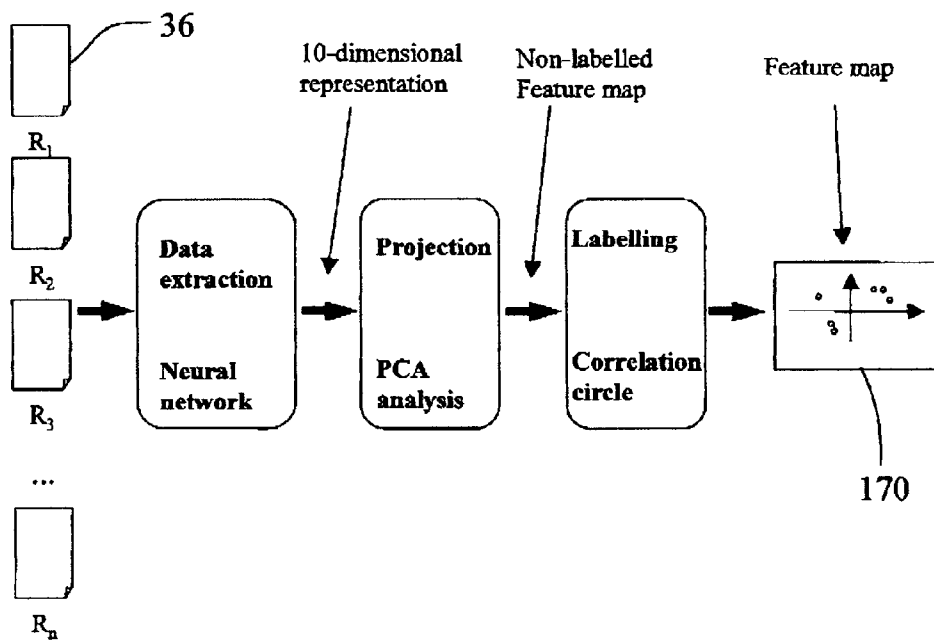 36
10-dimensional
representation
Non-labelled
Feature map
Feature map
R1
R2
R3
...
Rn
Data
extraction
Neural
network
Projection
PCA
analysis
Labelling
Correlation
circle
170